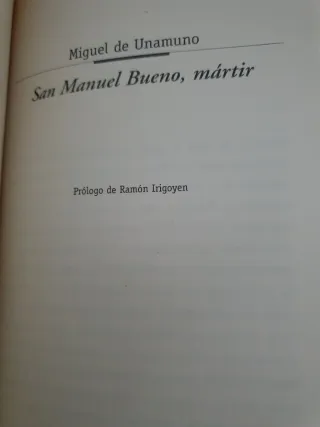 Miguel de Unamuno
San Manuel Bueno, mártir
Prólogo de Ramón Irigoyen